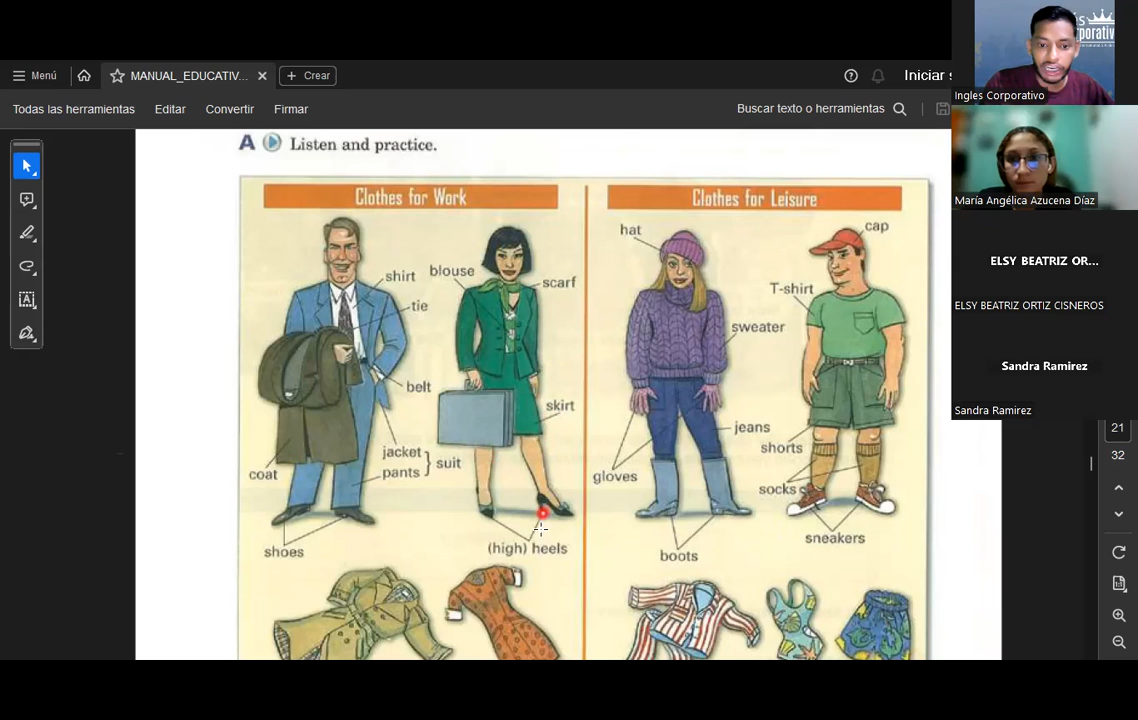 Menú
MANUAL_EDUCATIV...
Crear
Iniciar s
Todas las herramientas
Editar
Convertir
Firmar
Buscar texto o herramientas
A Listen and practice.
Clothes for Work
Clothes for Leisure
shirt
blouse
scarf
tie
belt
skirt
jacket
pants
suit
coat
shoes
(high) heels
hat
cap
T-shirt
sweater
jeans
shorts
gloves
socks
boots
sneakers
Ingles Corporativo
María Angélica Azucena Díaz
ELSY BEATRIZ OR...
ELSY BEATRIZ ORTIZ CISNEROS
Sandra Ramirez
Sandra Ramirez
21
32